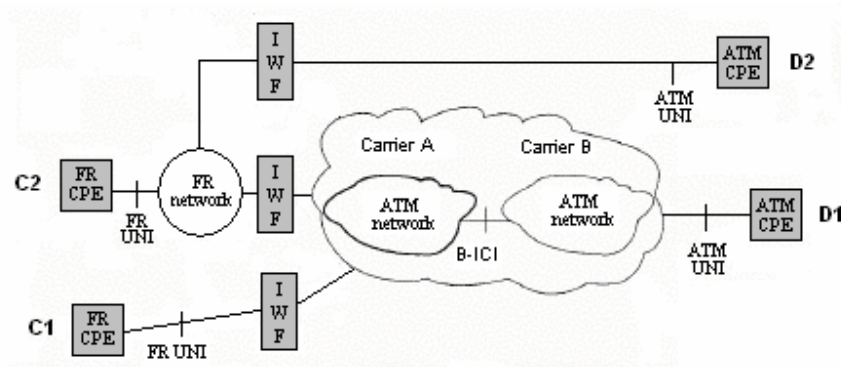 I
W
F
ATM
CPE
D2
ATM
UNI
Carrier A
Carrier B
C2
FR
CPE
FR
UNI
FR
network
I
W
F
ATM
network
B-ICI
ATM
network
ATM
UNI
ATM
CPE
D1
C1
FR
CPE
FR UNI
I
W
F